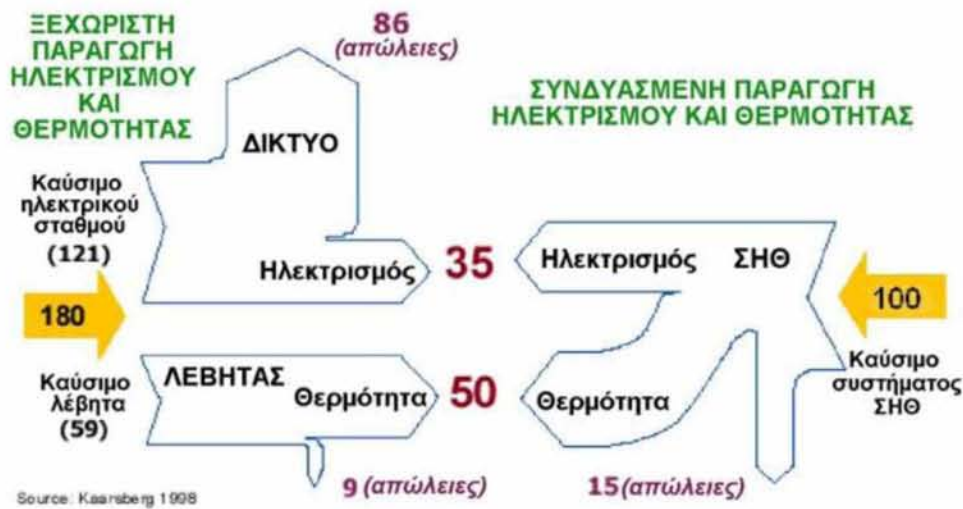 ΞΕΧΩΡΙΣΤΗ
ΠΑΡΑΓΩΓΗ
ΗΛΕΚΤΡΙΣΜΟΥ
ΚΑΙ
ΘΕΡΜΟΤΗΤΑΣ
86
(απώλειες)
ΣΥΝΔΥΑΣΜΕΝΗ ΠΑΡΑΓΩΓΗ
ΗΛΕΚΤΡΙΣΜΟΥ ΚΑΙ ΘΕΡΜΟΤΗΤΑΣ
ΔΙΚΤΥΟ
Καύσιμο
ηλεκτρικού
σταθμού
(121)
Ηλεκτρισμός
35
Ηλεκτρισμός
ΣΗΘ
180
100
Καύσιμο
λέβητα
(59)
ΛΕΒΗΤΑΣ
Θερμότητα
50
Θερμότητα
Καύσιμο
συστήματος
ΣΗΘ
9 (απώλειες)
15 (απώλειες)
Source: Kaarsberg 1998